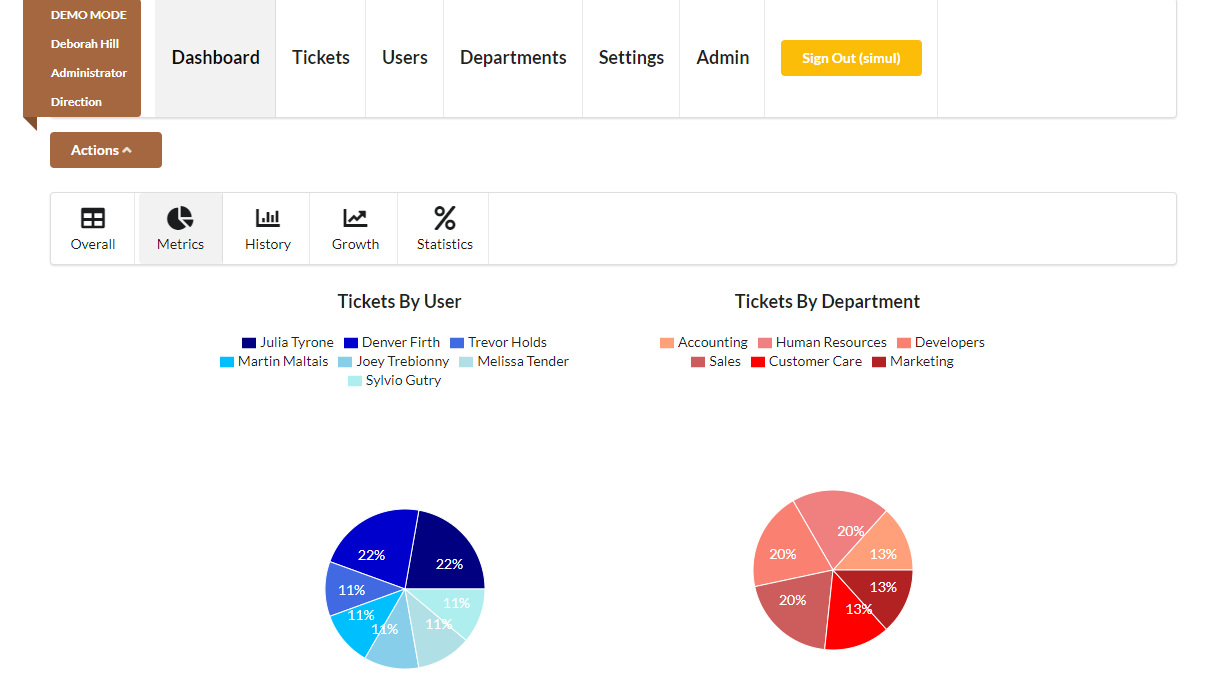 DEMO MODE
Deborah Hill
Administrator
Direction
Dashboard Tickets Users Departments Settings Admin Sign Out (simul)
Actions
Overall Metrics History Growth Statistics
Tickets By User
Julia Tyrone Denver Firth Trevor Holds
Martin Maltais Joey Trebionny Melissa Tender
Sylvio Gutry
22%
22%
11%
11%
11%
11%
11%
Tickets By Department
Accounting Human Resources Developers
Sales Customer Care Marketing
20%
20%
13%
20%
13%
13%